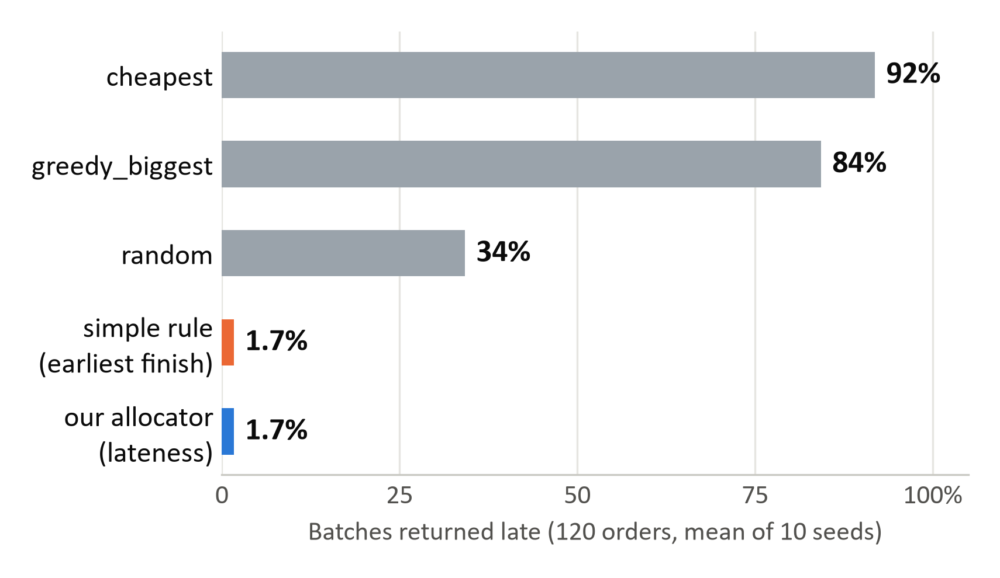 cheapest
92%
greedy_biggest
84%
random
34%
simple rule
(earliest finish)
1.7%
our allocator
(lateness)
1.7%
0 25 50 75 100%
Batches returned late (120 orders, mean of 10 seeds)